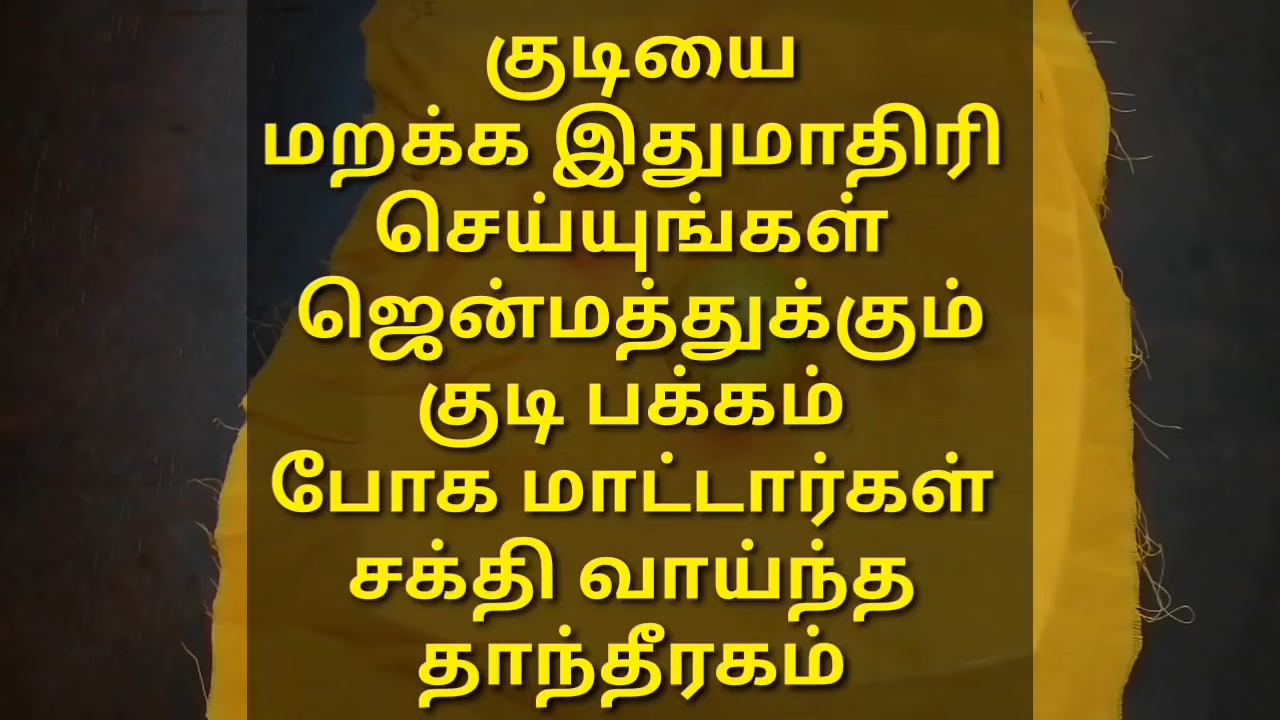 குடியை
மறக்க இதுமாதிரி
செய்யுங்கள்
ஜென்மத்துக்கும்
குடி பக்கம்
போக மாட்டார்கள்
சக்தி வாய்ந்த
தாந்தீரகம்